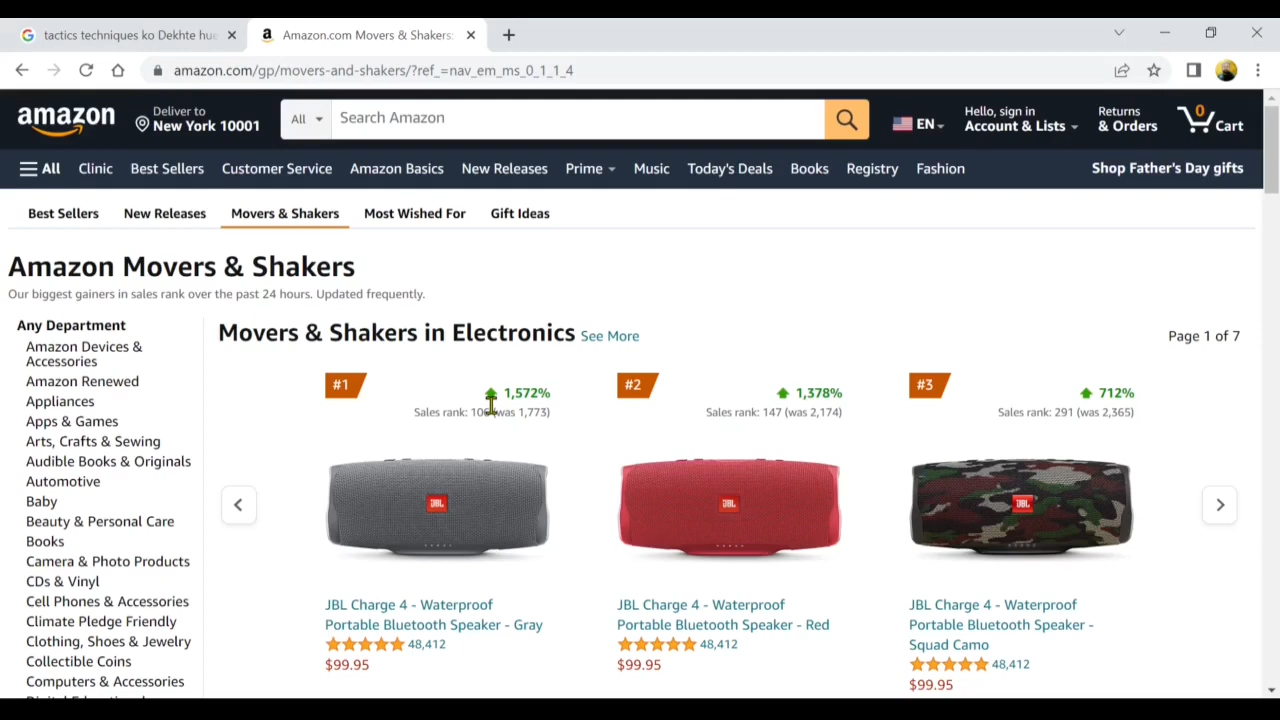 tactics techniques ko Dekhte hue
Amazon.com Movers & Shakers:
amazon.com/gp/movers-and-shakers/?ref_=nav_em_ms_0_1_1_4
amazon
Deliver to
New York 10001
All
Search Amazon
EN
Hello, sign in
Account & Lists
Returns
& Orders
0
Cart
All Clinic Best Sellers Customer Service Amazon Basics New Releases Prime Music Today's Deals Books Registry Fashion Shop Father's Day gifts
Best Sellers New Releases Movers & Shakers Most Wished For Gift Ideas
Amazon Movers & Shakers
Our biggest gainers in sales rank over the past 24 hours. Updated frequently.
Any Department
Amazon Devices &
Accessories
Amazon Renewed
Appliances
Apps & Games
Arts, Crafts & Sewing
Audible Books & Originals
Automotive
Baby
Beauty & Personal Care
Books
Camera & Photo Products
CDs & Vinyl
Cell Phones & Accessories
Climate Pledge Friendly
Clothing, Shoes & Jewelry
Collectible Coins
Computers & Accessories
Movers & Shakers in Electronics See More
Page 1 of 7
#1
1,572%
Sales rank: (was 1,773)
JBL
JBL Charge 4 - Waterproof
Portable Bluetooth Speaker - Gray
48,412
$99.95
#2
1,378%
Sales rank: 147 (was 2,174)
JBL
JBL Charge 4 - Waterproof
Portable Bluetooth Speaker - Red
48,412
$99.95
#3
712%
Sales rank: 291 (was 2,365)
JBL
JBL Charge 4 - Waterproof
Portable Bluetooth Speaker -
Squad Camo
48,412
$99.95